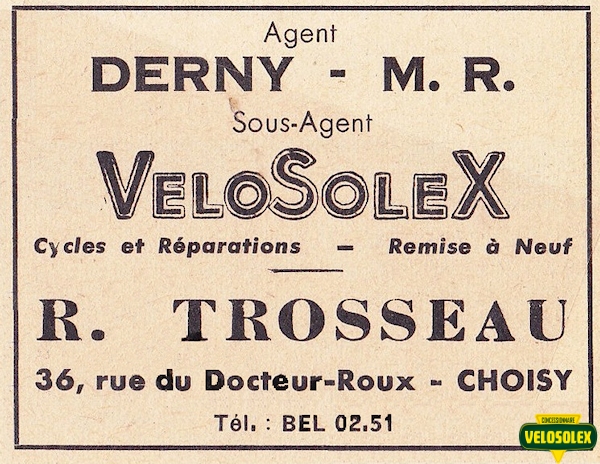 Agent
DERNY - M. R.
Sous-Agent
VELOSOLEX
Cycles et Réparations - Remise à Neuf
R. TROSSEAU
36, rue du Docteur-Roux - CHOISY
Tél. : BEL 02.51
CONCESSIONNAIRE
VELOSOLEX